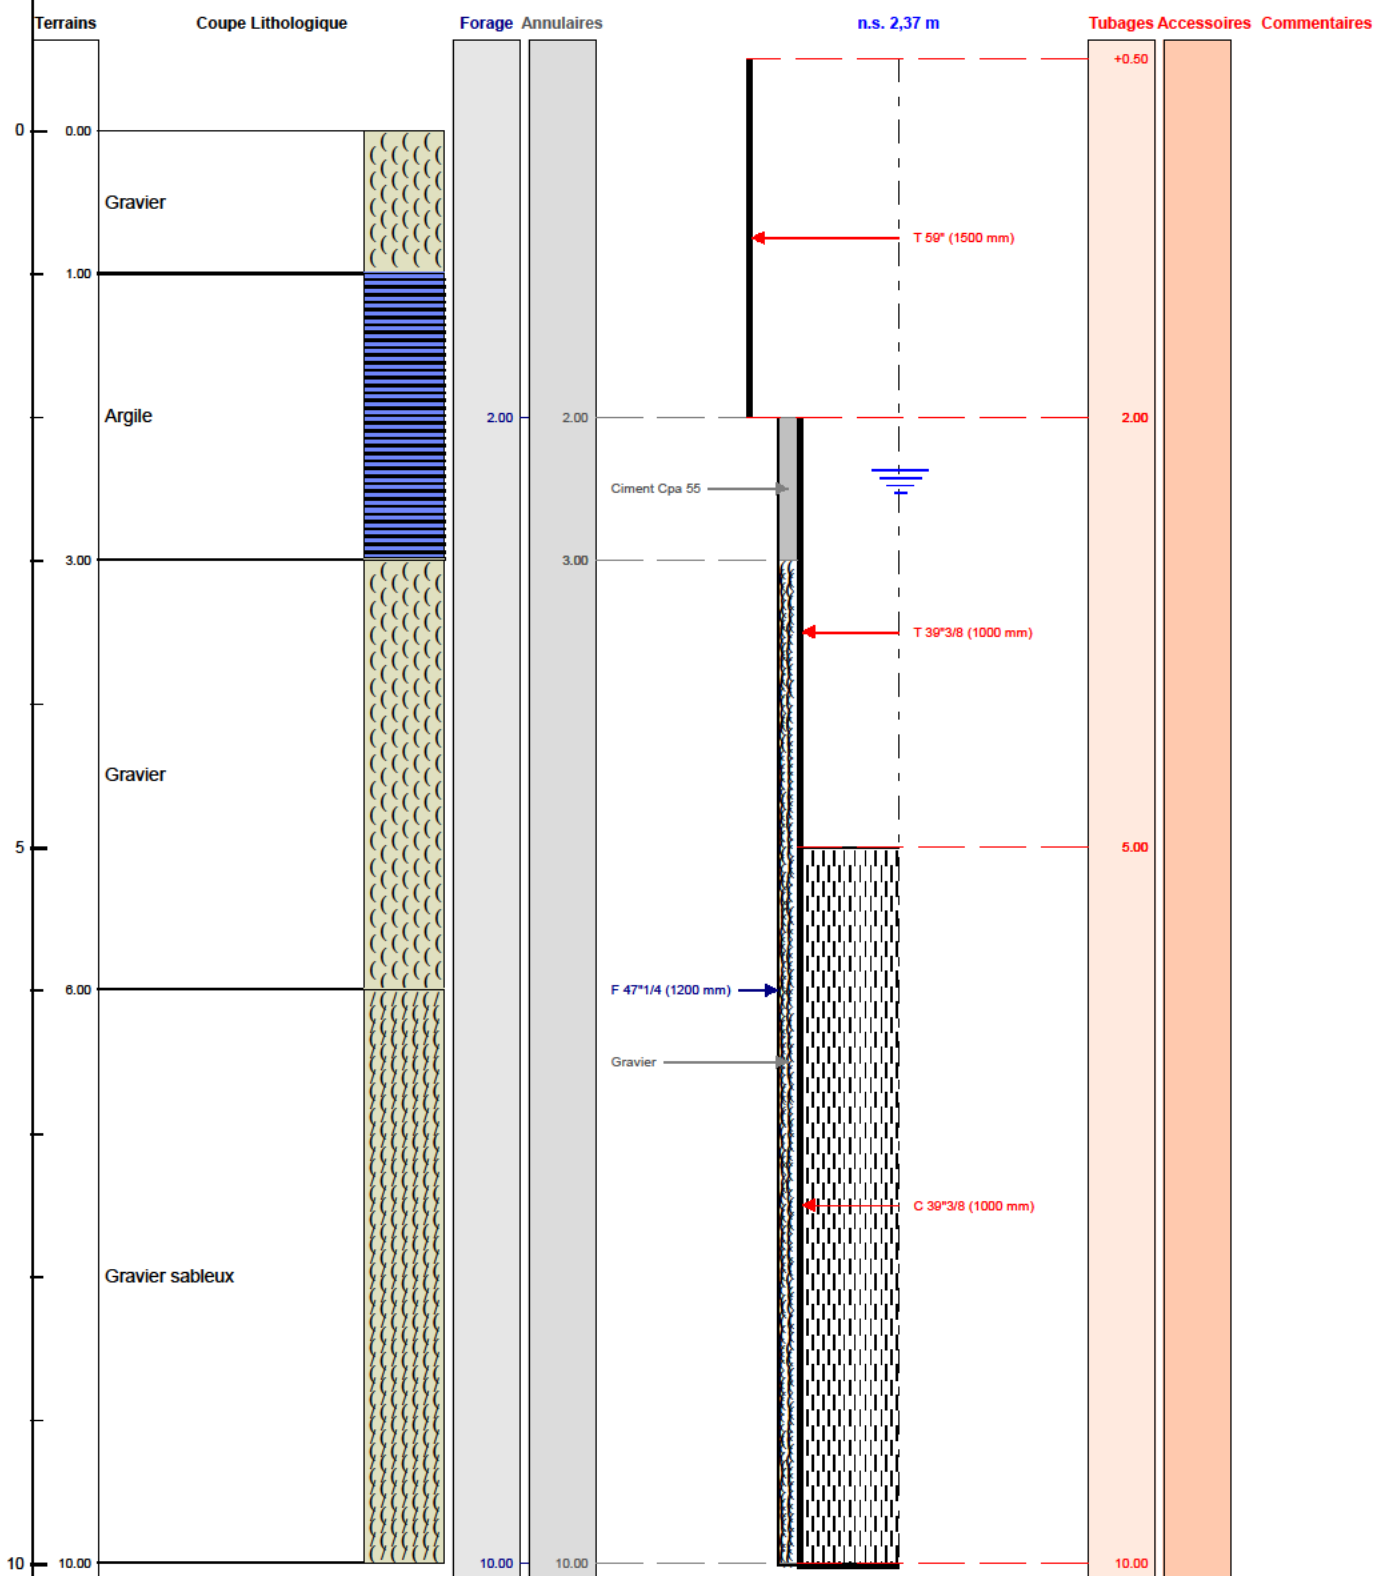 Terrains Coupe Lithologique Forage Annulaires n.s. 2,37 m Tubages Accessoires Commentaires
+0.50
0 0.00
Gravier
T 59" (1500 mm)
1.00
Argile 2.00 2.00 2.00
Ciment Cpa 55
3.00 3.00
T 39"3/8 (1000 mm)
Gravier
5 5.00
6.00 F 47"1/4 (1200 mm)
Gravier
C 39"3/8 (1000 mm)
Gravier sableux
10 10.00 10.00 10.00 10.00